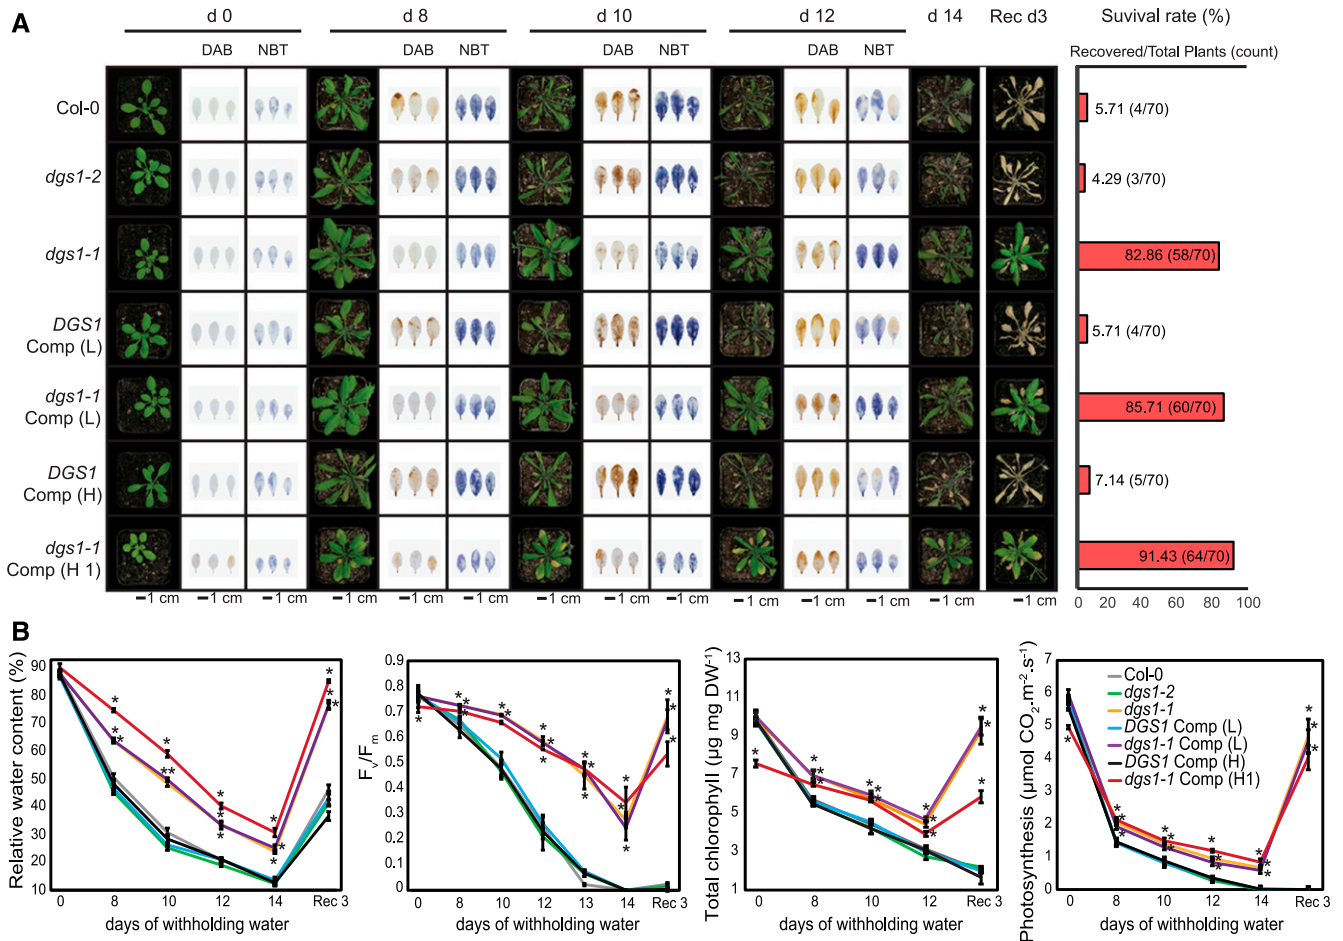 A
d 0 d 8 d 10 d 12 d 14 Rec d3 Suvival rate (%)
DAB NBT DAB NBT DAB NBT DAB NBT Recovered/Total Plants (count)
Col-0 5.71 (4/70)
dgs1-2 4.29 (3/70)
dgs1-1 82.86 (58/70)
DGS1
Comp (L) 5.71 (4/70)
dgs1-1
Comp (L) 85.71 (60/70)
DGS1
Comp (H) 7.14 (5/70)
dgs1-1
Comp (H 1) 91.43 (64/70)
1 cm 1 cm 1 cm 1 cm 1 cm 1 cm 1 cm 1 cm 1 cm 1 cm 1 cm 1 cm 1 cm 1 cm
0 20 40 60 80 100
B
Relative water content (%)
90
80
70
60
50
40
30
20
10
0 8 10 12 14 Rec 3
days of withholding water
Fv/Fm
0.9
0.8
0.7
0.6
0.5
0.4
0.3
0.2
0.1
0
0 8 10 12 13 14 Rec 3
days of withholding water
Total chlorophyll (µg mg DW⁻¹)
13
11
9
7
5
3
1
0 8 10 12 Rec 3
days of withholding water
Photosynthesis (µmol CO₂.m⁻².s⁻¹)
7
6
5
4
3
2
1
0
Col-0
dgs1-2
dgs1-1
DGS1 Comp (L)
dgs1-1 Comp (L)
DGS1 Comp (H)
dgs1-1 Comp (H1)
0 8 10 12 14 Rec 3
days of withholding water